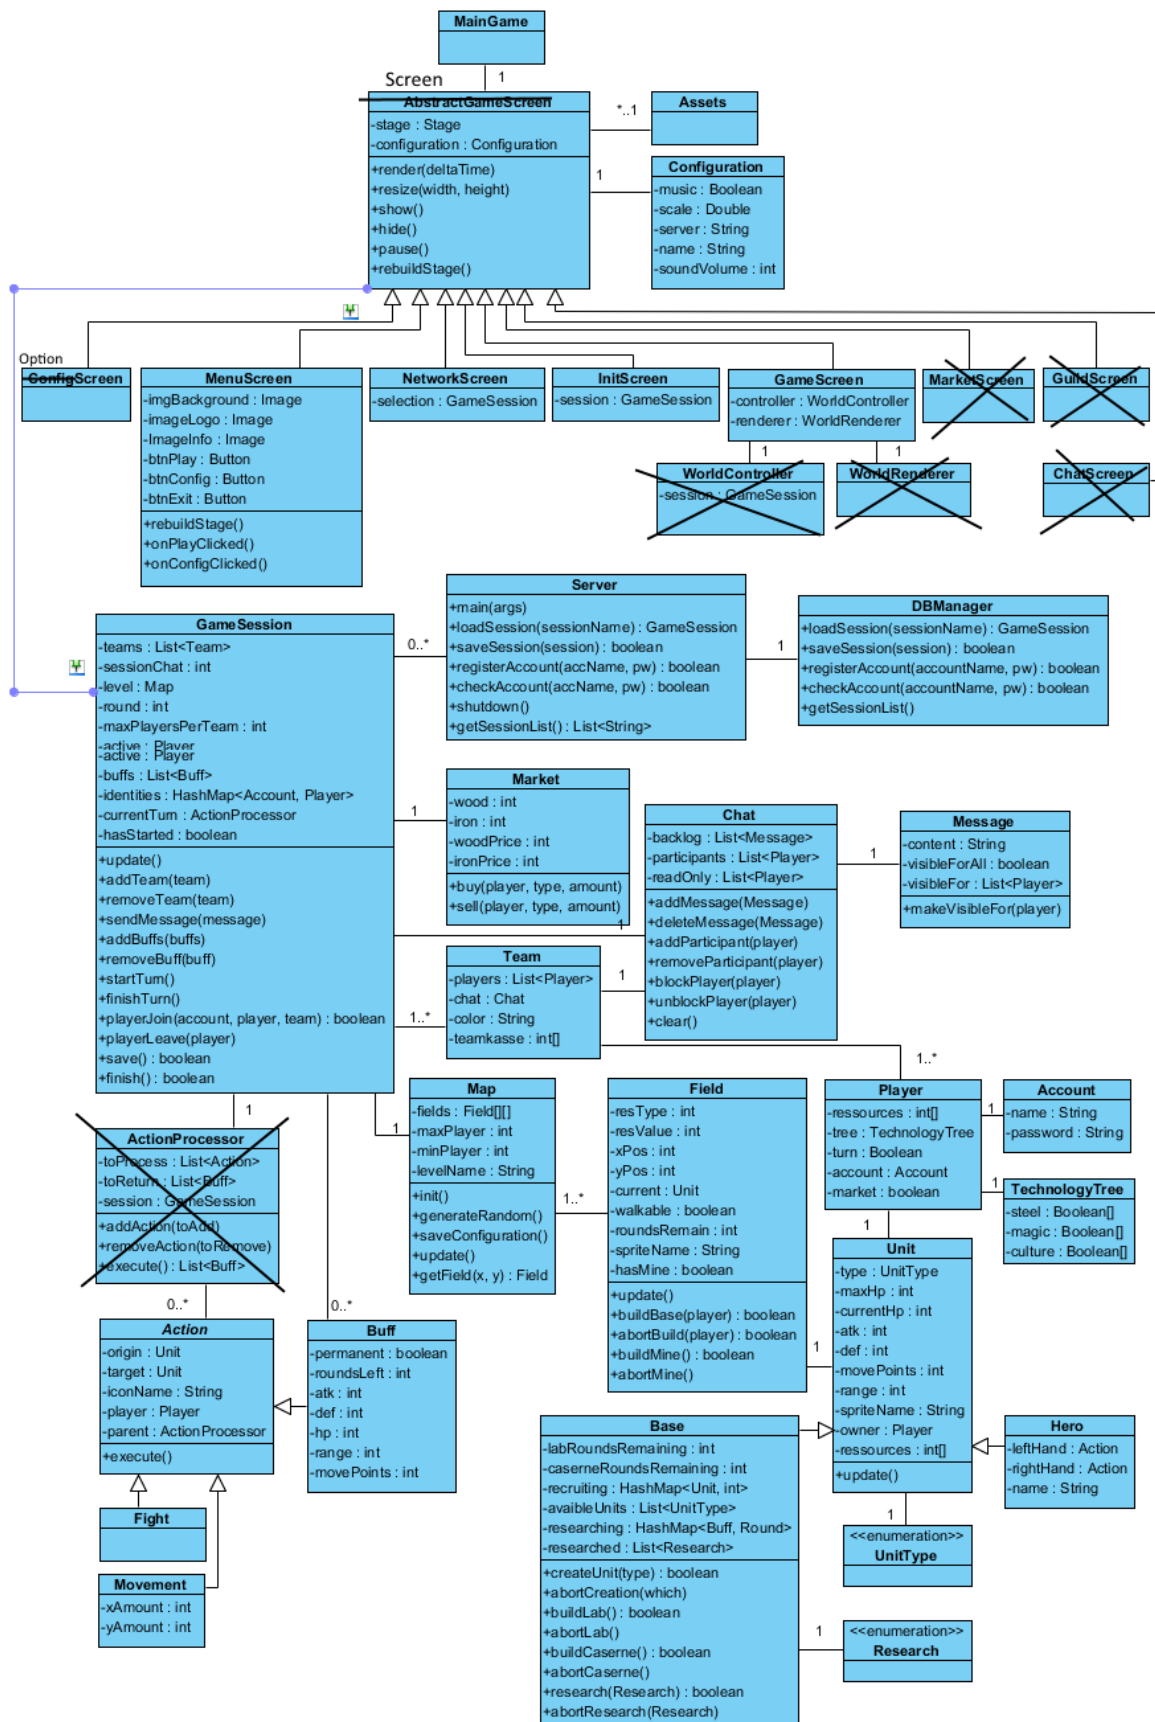 MainGame
1
Screen
AbstractGameScreen
-stage : Stage
-configuration : Configuration
+render(deltaTime)
+resize(width, height)
+show()
+hide()
+pause()
+rebuildStage()
*..1
Assets
1
Configuration
-music : Boolean
-scale : Double
-server : String
-name : String
-soundVolume : int
Option
ConfigScreen
MenuScreen
-imgBackground : Image
-imageLogo : Image
-ImageInfo : Image
-btnPlay : Button
-btnConfig : Button
-btnExit : Button
+rebuildStage()
+onPlayClicked()
+onConfigClicked()
NetworkScreen
-selection : GameSession
InitScreen
-session : GameSession
GameScreen
-controller : WorldController
-renderer : WorldRenderer
MarketScreen
GuildScreen
1
1
WorldController
-session : GameSession
WorldRenderer
ChatScreen
GameSession
-teams : List<Team>
-sessionChat : int
-level : Map
-round : int
-maxPlayersPerTeam : int
-active : Player
-active : Player
-buffs : List<Buff>
-identities : HashMap<Account, Player>
-currentTurn : ActionProcessor
-hasStarted : boolean
+update()
+addTeam(team)
+removeTeam(team)
+sendMessage(message)
+addBuffs(buffs)
+removeBuff(buff)
+startTurn()
+finishTurn()
+playerJoin(account, player, team) : boolean
+playerLeave(player)
+save() : boolean
+finish() : boolean
0..*
Server
+main(args)
+loadSession(sessionName) : GameSession
+saveSession(session) : boolean
+registerAccount(accName, pw) : boolean
+checkAccount(accName, pw) : boolean
+shutdown()
+getSessionList() : List<String>
1
DBManager
+loadSession(sessionName) : GameSession
+saveSession(session) : boolean
+registerAccount(accountName, pw) : boolean
+checkAccount(accountName, pw) : boolean
+getSessionList()
1
Market
-wood : int
-iron : int
-woodPrice : int
-ironPrice : int
+buy(player, type, amount)
+sell(player, type, amount)
1
Chat
-backlog : List<Message>
-participants : List<Player>
-readOnly : List<Player>
+addMessage(Message)
+deleteMessage(Message)
+addParticipant(player)
+removeParticipant(player)
+blockPlayer(player)
+unblockPlayer(player)
+clear()
1
Message
-content : String
-visibleForAll : boolean
-visibleFor : List<Player>
+makeVisibleFor(player)
1..*
Team
-players : List<Player>
-chat : Chat
-color : String
-teamkasse : int[]
1
1..*
1
ActionProcessor
-toProcess : List<Action>
-toReturn : List<Buff>
-session : GameSession
+addAction(toAdd)
+removeAction(toRemove)
+execute() : List<Buff>
1
Map
-fields : Field[][]
-maxPlayer : int
-minPlayer : int
-levelName : String
+init()
+generateRandom()
+saveConfiguration()
+update()
+getField(x, y) : Field
1..*
Field
-resType : int
-resValue : int
-xPos : int
-yPos : int
-current : Unit
-walkable : boolean
-roundsRemain : int
-spriteName : String
-hasMine : boolean
+update()
+buildBase(player) : boolean
+abortBuild(player) : boolean
+buildMine() : boolean
+abortMine()
Player
-ressources : int[]
-tree : TechnologyTree
-turn : Boolean
-account : Account
-market : boolean
1
Account
-name : String
-password : String
1
TechnologyTree
-steel : Boolean[]
-magic : Boolean[]
-culture : Boolean[]
1
Unit
-type : UnitType
-maxHp : int
-currentHp : int
-atk : int
-def : int
-movePoints : int
-range : int
-spriteName : String
-owner : Player
-ressources : int[]
+update()
1
0..*
0..*
Action
-origin : Unit
-target : Unit
-iconName : String
-player : Player
-parent : ActionProcessor
+execute()
Buff
-permanent : boolean
-roundsLeft : int
-atk : int
-def : int
-hp : int
-range : int
-movePoints : int
Fight
Movement
-xAmount : int
-yAmount : int
Base
-labRoundsRemaining : int
-caserneRoundsRemaining : int
-recruiting : HashMap<Unit, int>
-avaibleUnits : List<UnitType>
-researching : HashMap<Buff, Round>
-researched : List<Research>
+createUnit(type) : boolean
+abortCreation(which)
+buildLab() : boolean
+abortLab()
+buildCaserne() : boolean
+abortCaserne()
+research(Research) : boolean
+abortResearch(Research)
Hero
-leftHand : Action
-rightHand : Action
-name : String
1
<<enumeration>>
UnitType
1
<<enumeration>>
Research